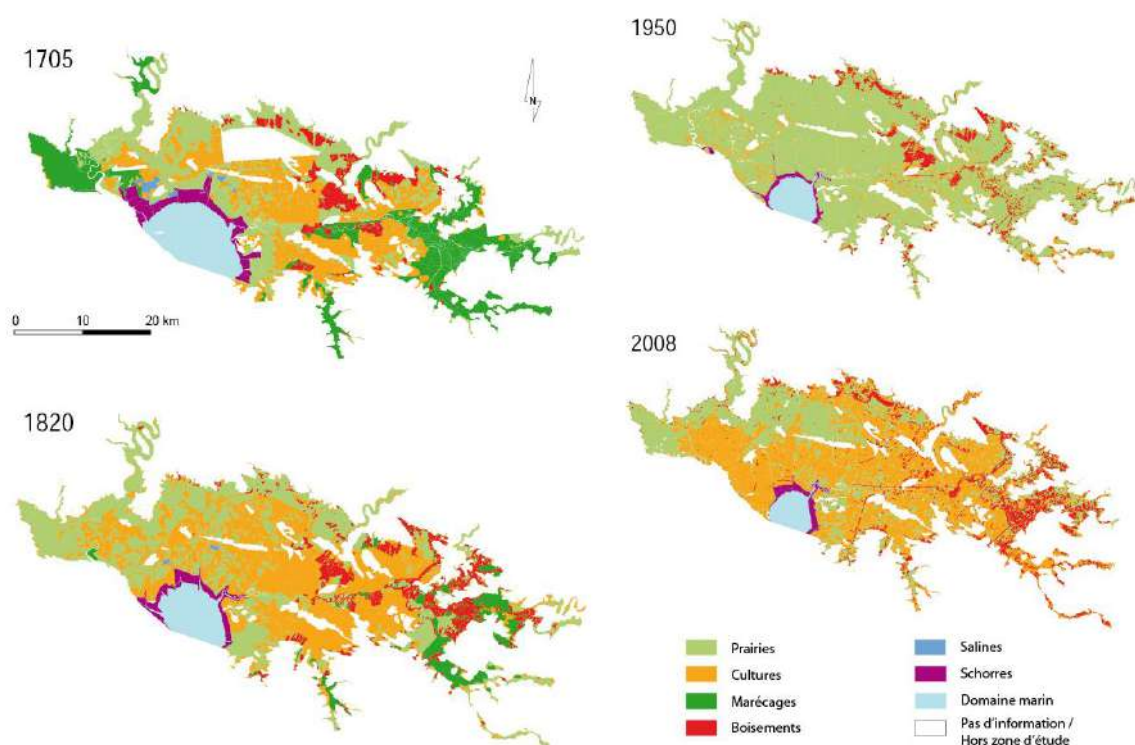 1705
N
0 10 20 km
1820
1950
2008
Prairies
Cultures
Marécages
Boisements
Salines
Schorres
Domaine marin
Pas d'information /
Hors zone d'étude